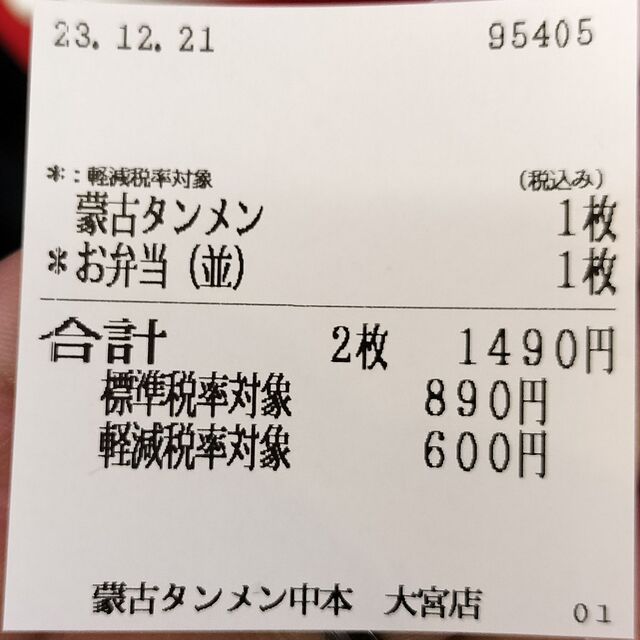 23.12.21 95405
*:軽減税率対象 (税込み)
蒙古タンメン 1枚
*お弁当(並) 1枚
合計 2枚 1490円
標準税率対象 890円
軽減税率対象 600円
蒙古タンメン中本 大宮店 01